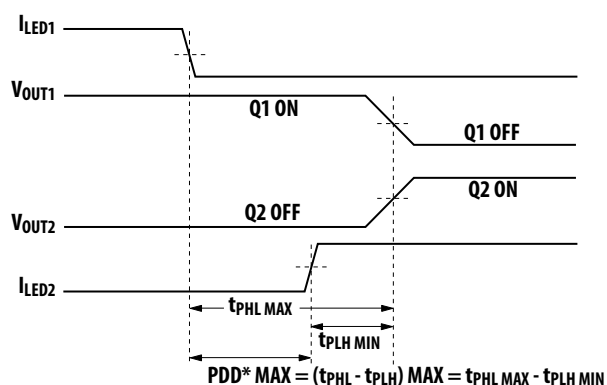 ILED1
VOUT1
Q1 ON
Q1 OFF
Q2 ON
VOUT2
Q2 OFF
ILED2
tPHL MAX
tPLH MIN
PDD* MAX = (tPHL - tPLH) MAX = tPHL MAX - tPLH MIN